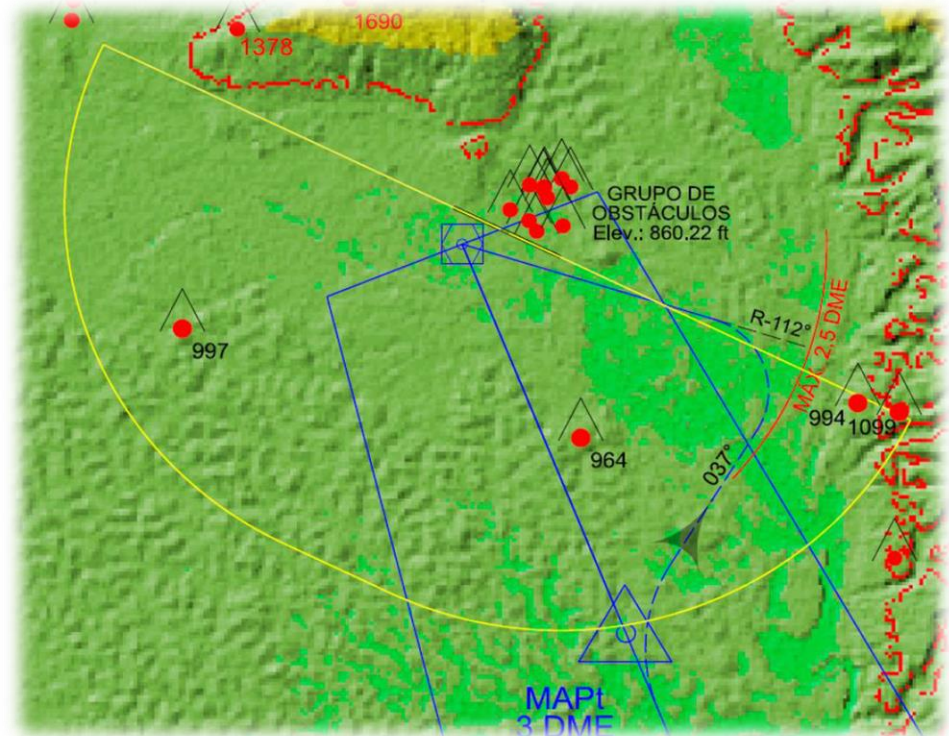 1690
1378
GRUPO DE
OBSTÁCULOS
Elev.: 860.22 ft
R-112°
MÁX. 2.5 DME
997
994
1099
964
037°
MAPt
3 DME